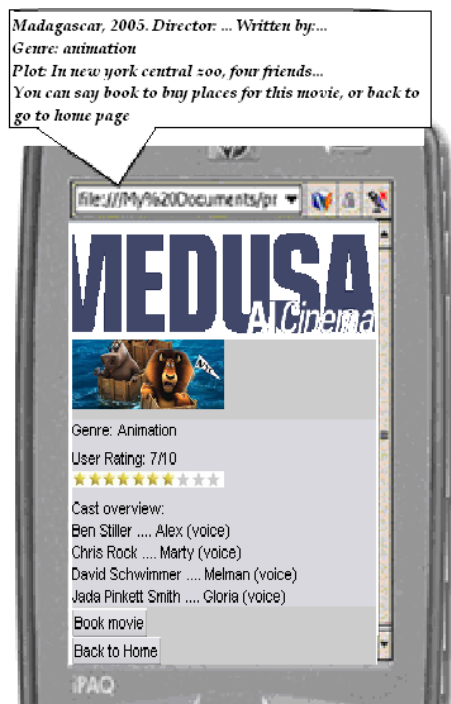 Madagascar, 2005. Director: ... Written by:...
Genre: animation
Plot: In new york central zoo, four friends...
You can say book to buy places for this movie, or back to
go to home page
file:///My%20Documents/pr
MEDUSA
Al Cinema
NY
Genre: Animation
User Rating: 7/10
Cast overview:
Ben Stiller .... Alex (voice)
Chris Rock .... Marty (voice)
David Schwimmer .... Melman (voice)
Jada Pinkett Smith .... Gloria (voice)
Book movie
Back to Home
iPAQ